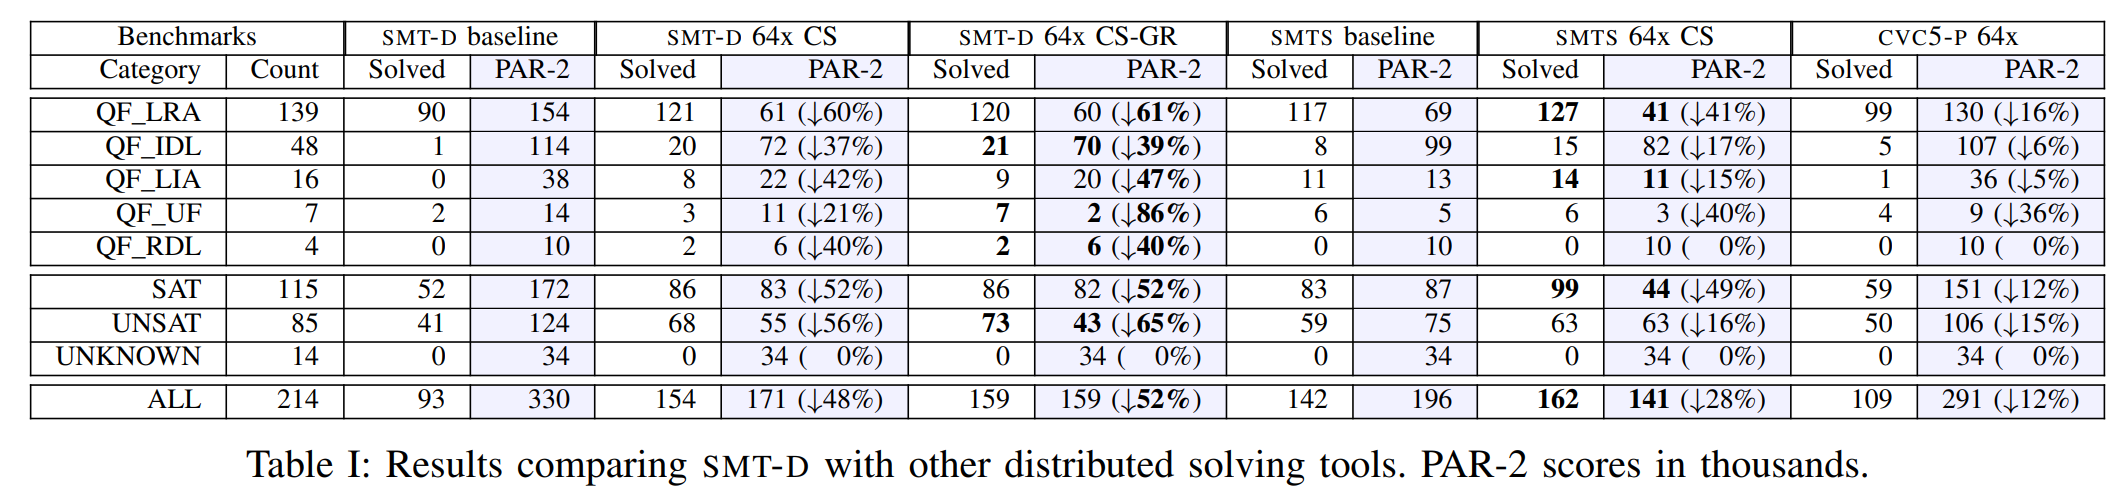 Benchmarks SMT-D baseline SMT-D 64x CS SMT-D 64x CS-GR SMTS baseline SMTS 64x CS CVC5-P 64x
Category Count Solved PAR-2 Solved PAR-2 Solved PAR-2 Solved PAR-2 Solved PAR-2 Solved PAR-2
QF_LRA 139 90 154 121 61 (↓60%) 120 60 (↓61%) 117 69 127 41 (↓41%) 99 130 (↓16%)
QF_IDL 48 1 114 20 72 (↓37%) 21 70 (↓39%) 8 99 15 82 (↓17%) 5 107 (↓6%)
QF_LIA 16 0 38 8 22 (↓42%) 9 20 (↓47%) 11 13 14 11 (↓15%) 1 36 (↓5%)
QF_UF 7 2 14 3 11 (↓21%) 7 2 (↓86%) 6 5 6 3 (↓40%) 4 9 (↓36%)
QF_RDL 4 0 10 2 6 (↓40%) 2 6 (↓40%) 0 10 0 10 ( 0%) 0 10 ( 0%)
SAT 115 52 172 86 83 (↓52%) 86 82 (↓52%) 83 87 99 44 (↓49%) 59 151 (↓12%)
UNSAT 85 41 124 68 55 (↓56%) 73 43 (↓65%) 59 75 63 63 (↓16%) 50 106 (↓15%)
UNKNOWN 14 0 34 0 34 ( 0%) 0 34 ( 0%) 0 34 0 34 ( 0%) 0 34 ( 0%)
ALL 214 93 330 154 171 (↓48%) 159 159 (↓52%) 142 196 162 141 (↓28%) 109 291 (↓12%)
Table I: Results comparing SMT-D with other distributed solving tools. PAR-2 scores in thousands.